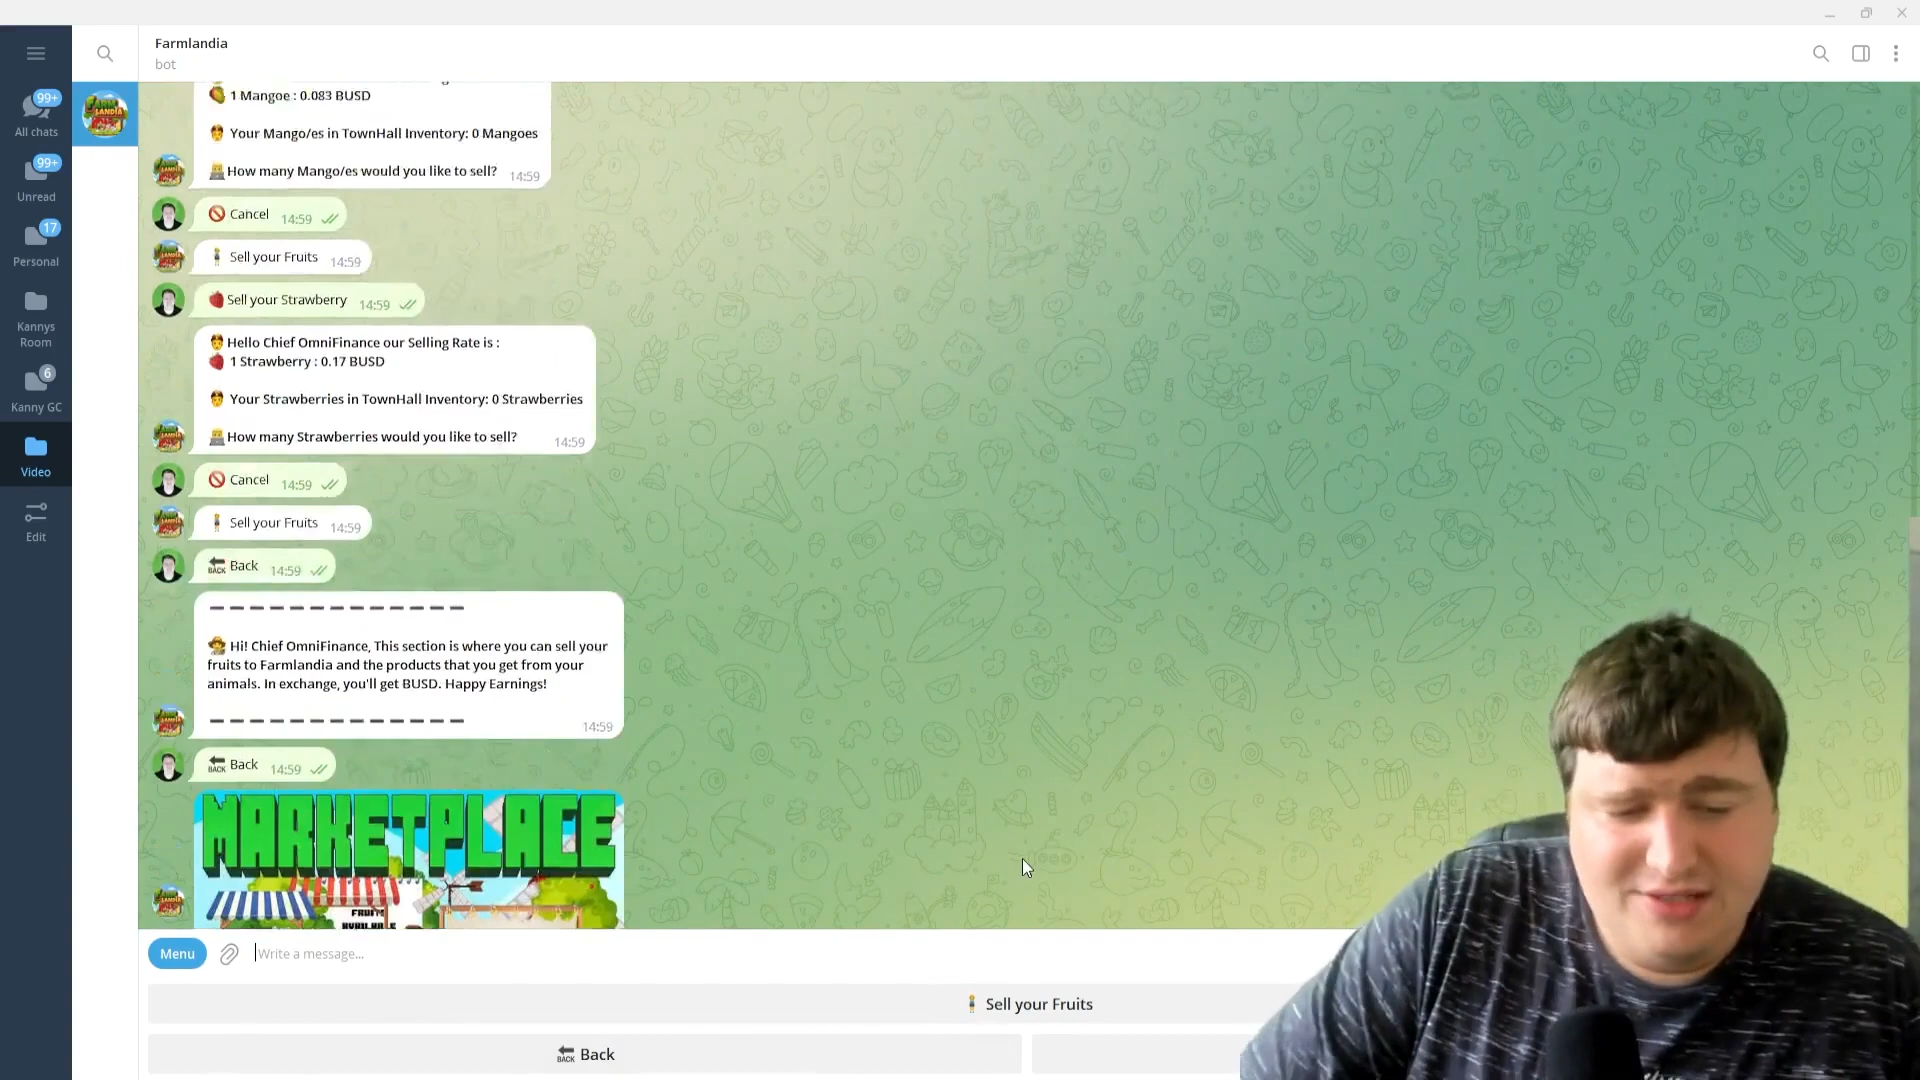 Farmlandia
bot
99+
All chats
99+
Unread
17
Personal
Kannys
Room
6
Kanny GC
Video
Edit
1 Mangoe : 0.083 BUSD
Your Mango/es in TownHall Inventory: 0 Mangoes
How many Mango/es would you like to sell? 14:59
Cancel 14:59
Sell your Fruits 14:59
Sell your Strawberry 14:59
Hello Chief OmniFinance our Selling Rate is :
1 Strawberry : 0.17 BUSD
Your Strawberries in TownHall Inventory: 0 Strawberries
How many Strawberries would you like to sell? 14:59
Cancel 14:59
Sell your Fruits 14:59
BACK Back 14:59
Hi! Chief OmniFinance, This section is where you can sell your
fruits to Farmlandia and the products that you get from your
animals. In exchange, you'll get BUSD. Happy Earnings!
14:59
BACK Back 14:59
MARKETPLACE
FRUITS
Menu
Write a message...
Sell your Fruits
BACK Back